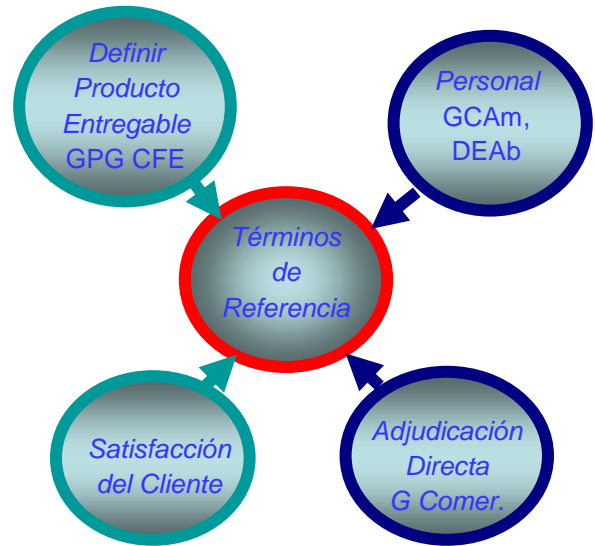 Definir
Producto
Entregable
GPG CFE
Personal
GCAm,
DEAb
Términos
de
Referencia
Satisfacción
del Cliente
Adjudicación
Directa
G Comer.